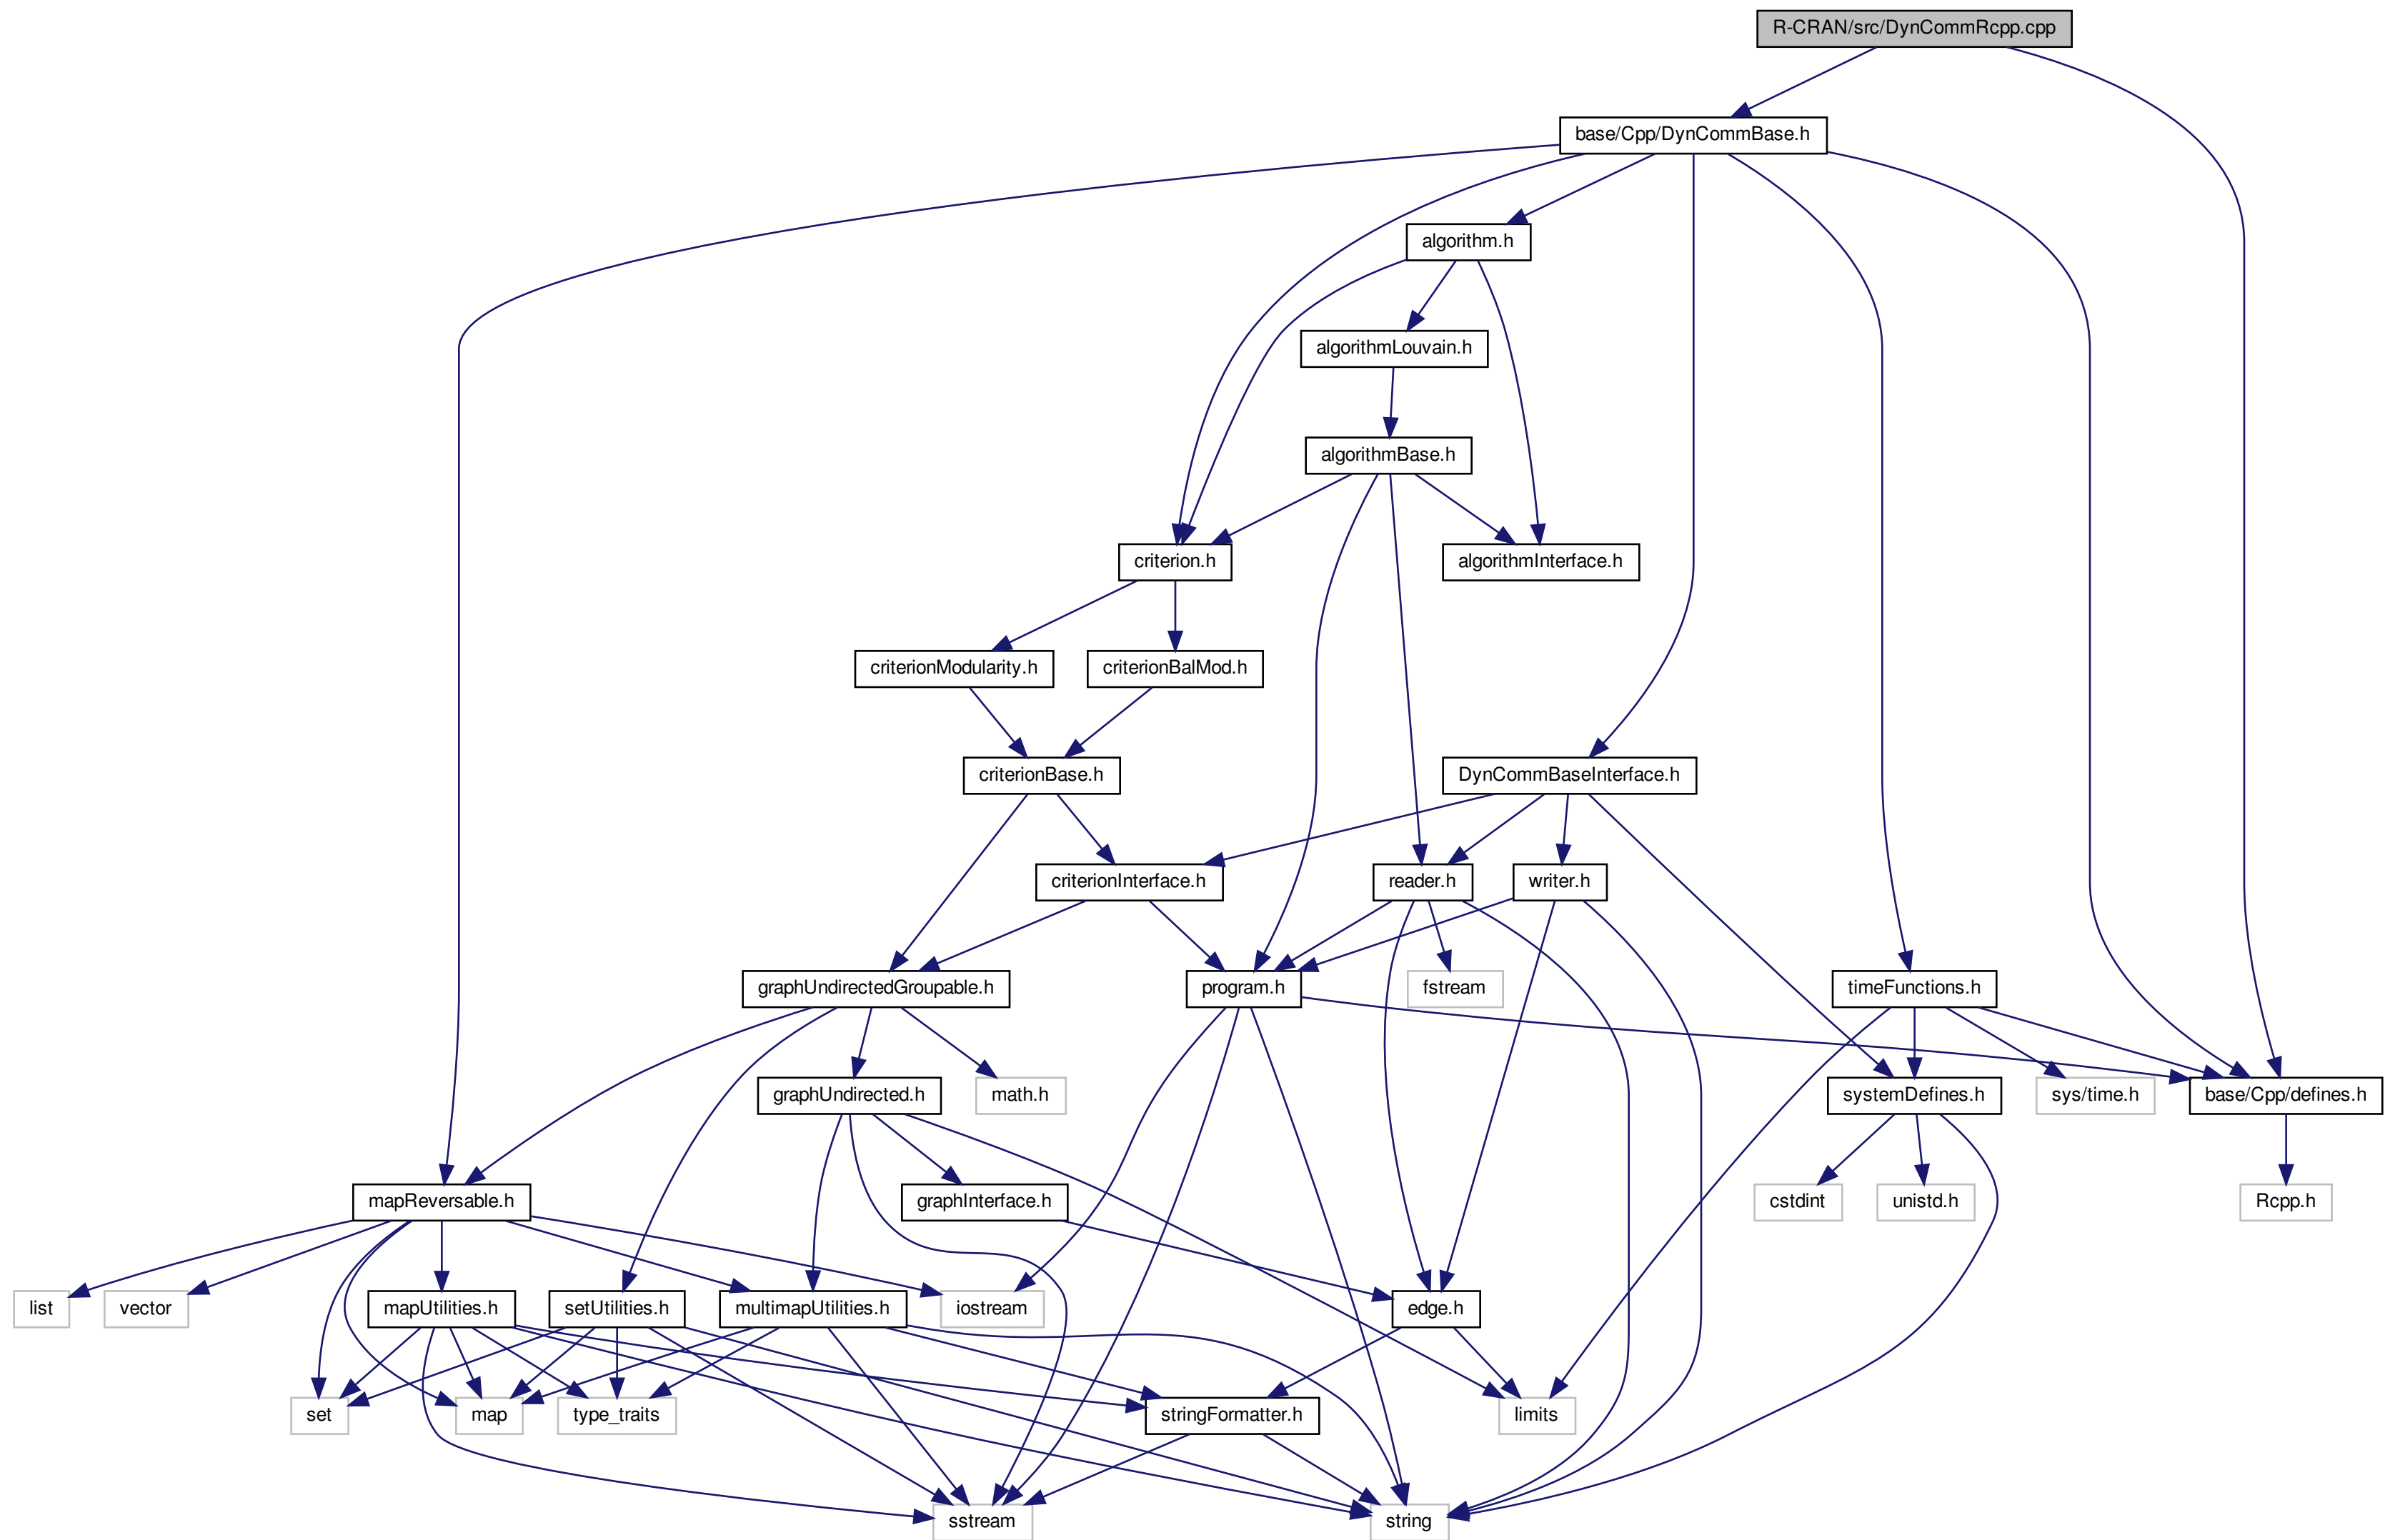 R-CRAN/src/DynCommRcpp.cpp
base/Cpp/DynCommBase.h
algorithm.h
algorithmLouvain.h
algorithmBase.h
criterion.h
algorithmInterface.h
criterionModularity.h
criterionBalMod.h
criterionBase.h
DynCommBaseInterface.h
criterionInterface.h
reader.h
writer.h
graphUndirectedGroupable.h
program.h
fstream
timeFunctions.h
graphUndirected.h
math.h
systemDefines.h
sys/time.h
base/Cpp/defines.h
mapReversable.h
graphInterface.h
cstdint
unistd.h
Rcpp.h
list
vector
mapUtilities.h
setUtilities.h
multimapUtilities.h
iostream
edge.h
set
map
type_traits
stringFormatter.h
limits
sstream
string